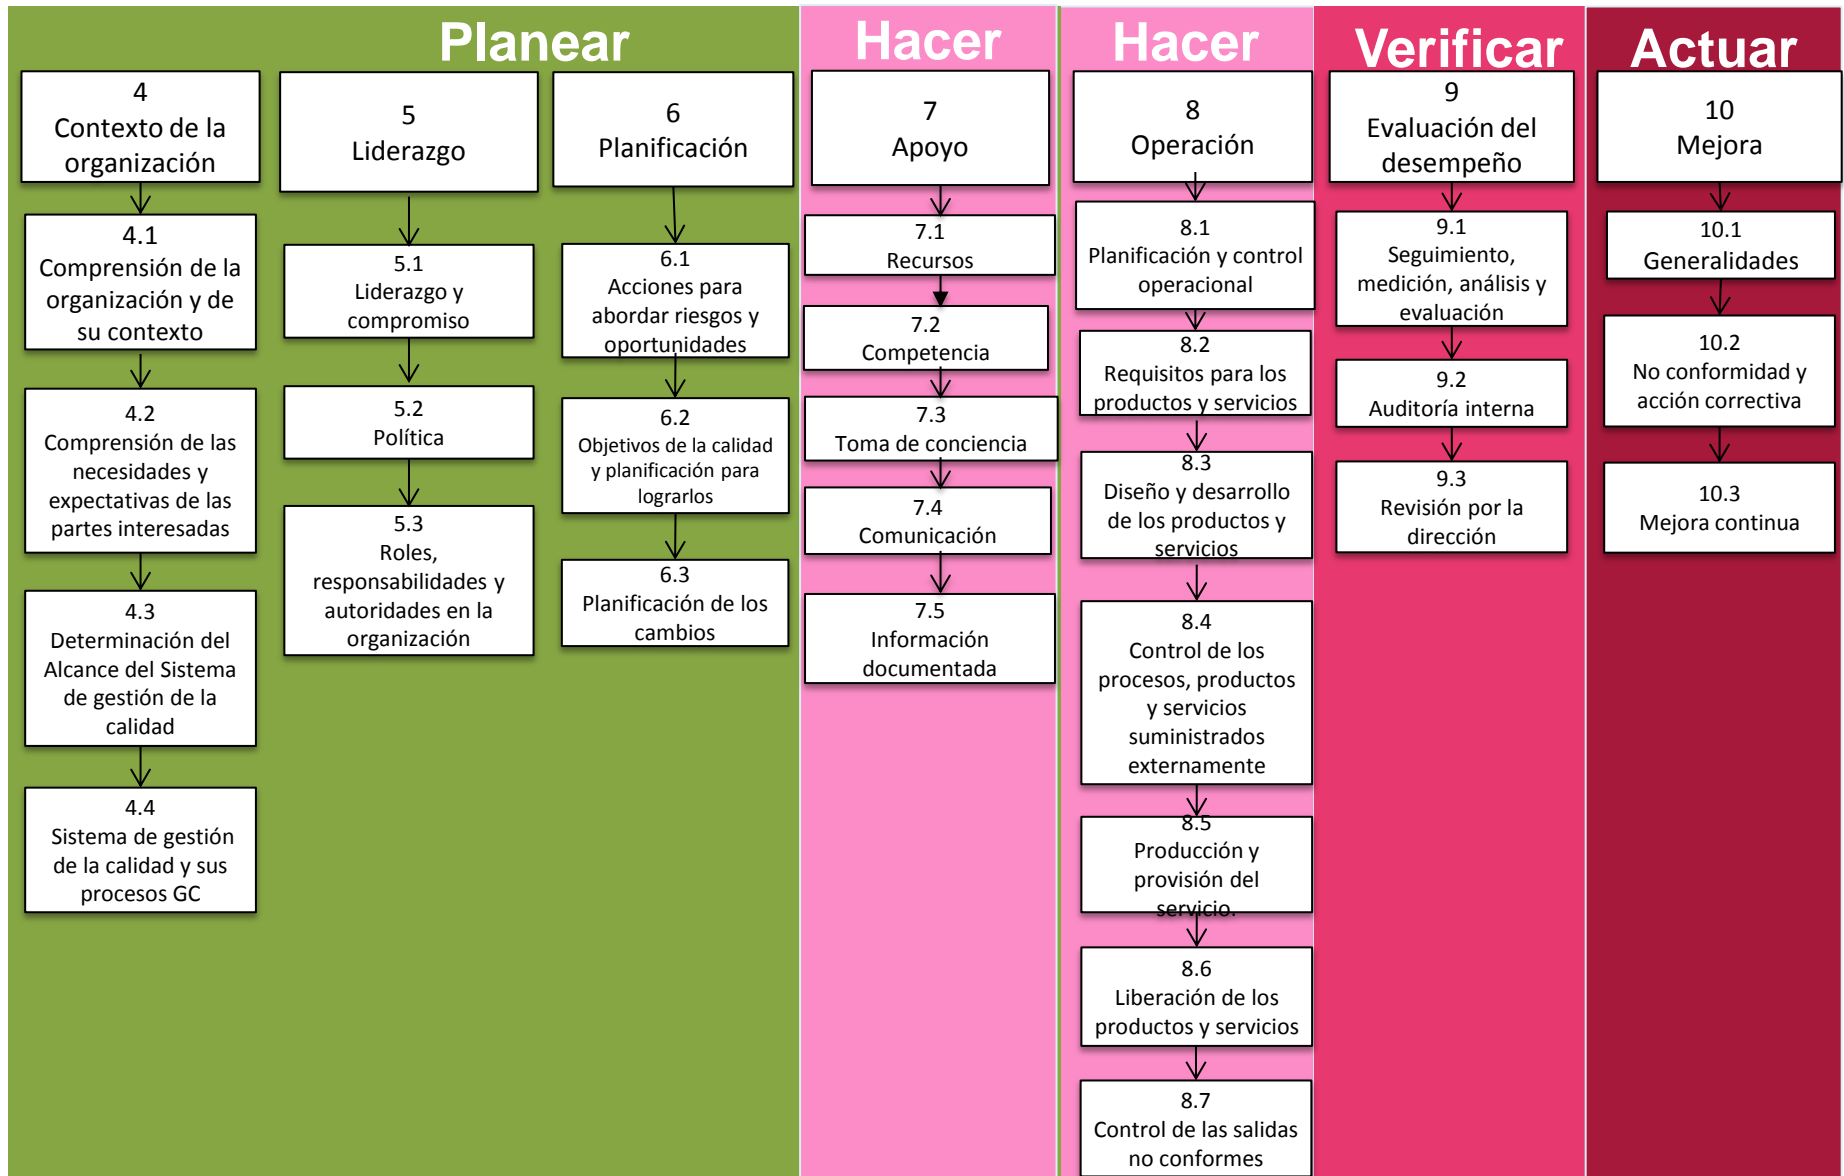 Planear
Hacer
Hacer
Verificar
Actuar
4
Contexto de la
organización
4.1
Comprensión de la
organización y de
su contexto
4.2
Comprensión de las
necesidades y
expectativas de las
partes interesadas
4.3
Determinación del
Alcance del Sistema
de gestión de la
calidad
4.4
Sistema de gestión
de la calidad y sus
procesos GC
5
Liderazgo
5.1
Liderazgo y
compromiso
5.2
Política
5.3
Roles,
responsabilidades y
autoridades en la
organización
6
Planificación
6.1
Acciones para
abordar riesgos y
oportunidades
6.2
Objetivos de la calidad
y planificación para
lograrlos
6.3
Planificación de los
cambios
7
Apoyo
7.1
Recursos
7.2
Competencia
7.3
Toma de conciencia
7.4
Comunicación
7.5
Información
documentada
8
Operación
8.1
Planificación y control
operacional
8.2
Requisitos para los
productos y servicios
8.3
Diseño y desarrollo
de los productos y
servicios
8.4
Control de los
procesos, productos
y servicios
suministrados
externamente
8.5
Producción y
provisión del
servicio.
8.6
Liberación de los
productos y servicios
8.7
Control de las salidas
no conformes
9
Evaluación del
desempeño
9.1
Seguimiento,
medición, análisis y
evaluación
9.2
Auditoría interna
9.3
Revisión por la
dirección
10
Mejora
10.1
Generalidades
10.2
No conformidad y
acción correctiva
10.3
Mejora continua